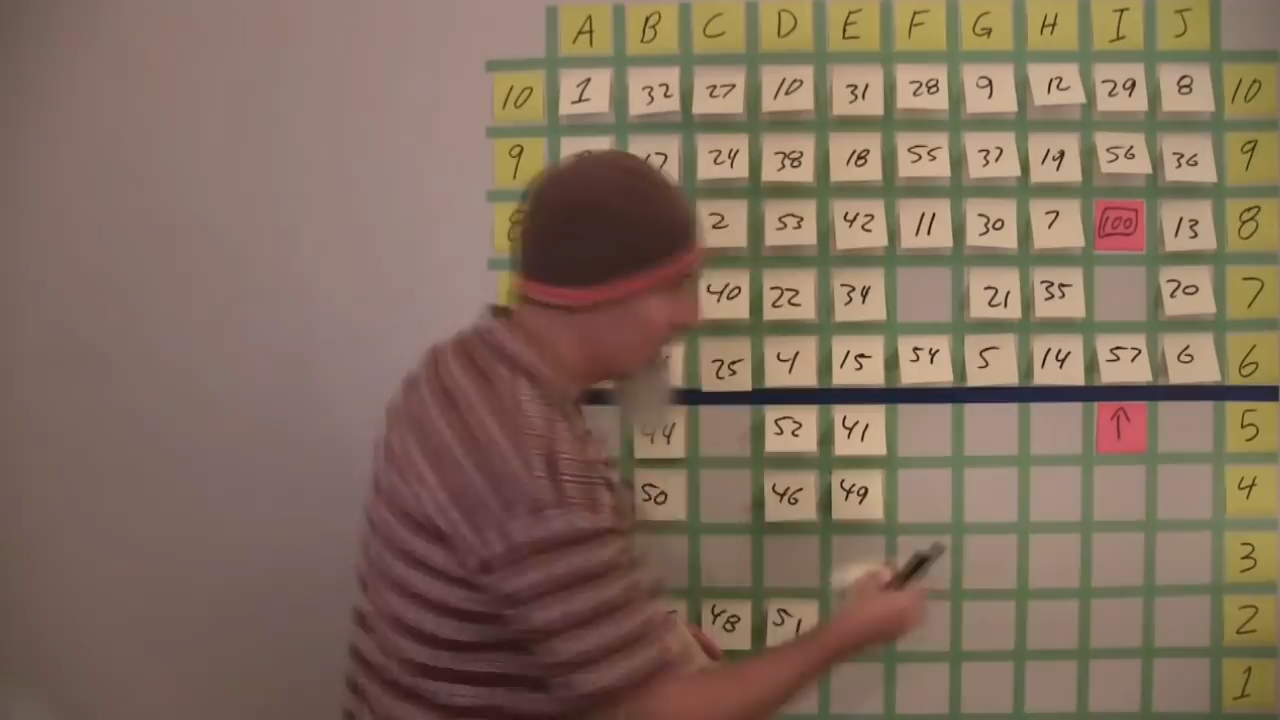 A B C D E F G H I J
10 1 32 27 10 31 28 9 12 29 8 10
9 17 24 38 18 55 37 19 56 36 9
8 2 53 42 11 30 7 100 13 8
40 22 34 21 35 20 7
25 4 15 54 5 14 57 6 6
44 52 41 ↑ 5
50 46 49 4
3
48 51 2
1